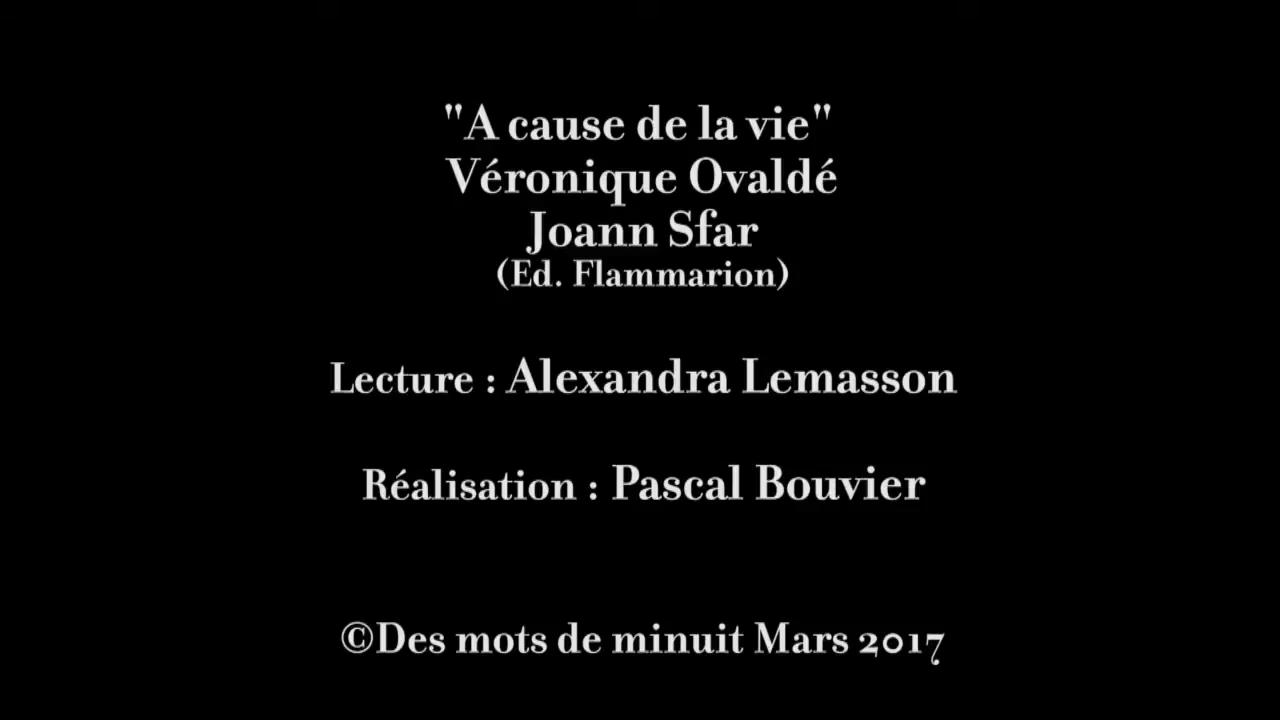 "A cause de la vie"
Véronique Ovaldé
Joann Sfar
(Ed. Flammarion)
Lecture : Alexandra Lemasson
Réalisation : Pascal Bouvier
©Des mots de minuit Mars 2017